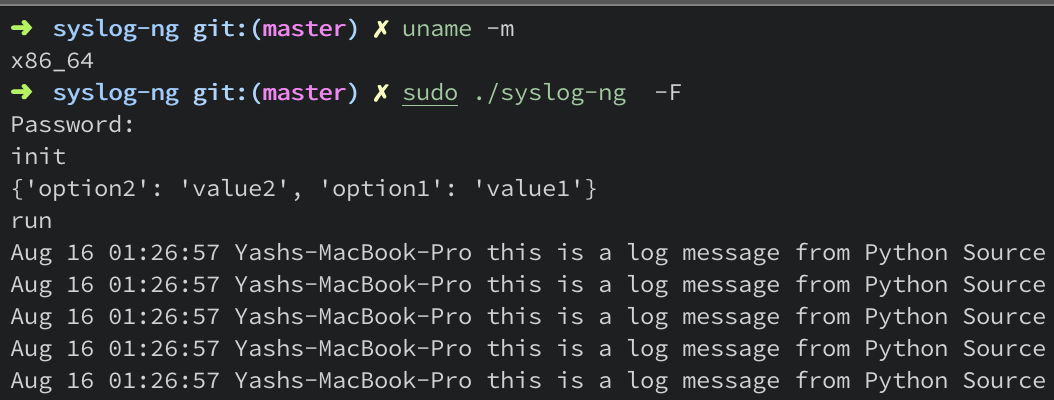 ➜ syslog-ng git:(master) ✗ uname -m
x86_64
➜ syslog-ng git:(master) ✗ sudo ./syslog-ng  -F
Password:
init
{'option2': 'value2', 'option1': 'value1'}
run
Aug 16 01:26:57 Yashs-MacBook-Pro this is a log message from Python Source
Aug 16 01:26:57 Yashs-MacBook-Pro this is a log message from Python Source
Aug 16 01:26:57 Yashs-MacBook-Pro this is a log message from Python Source
Aug 16 01:26:57 Yashs-MacBook-Pro this is a log message from Python Source
Aug 16 01:26:57 Yashs-MacBook-Pro this is a log message from Python Source